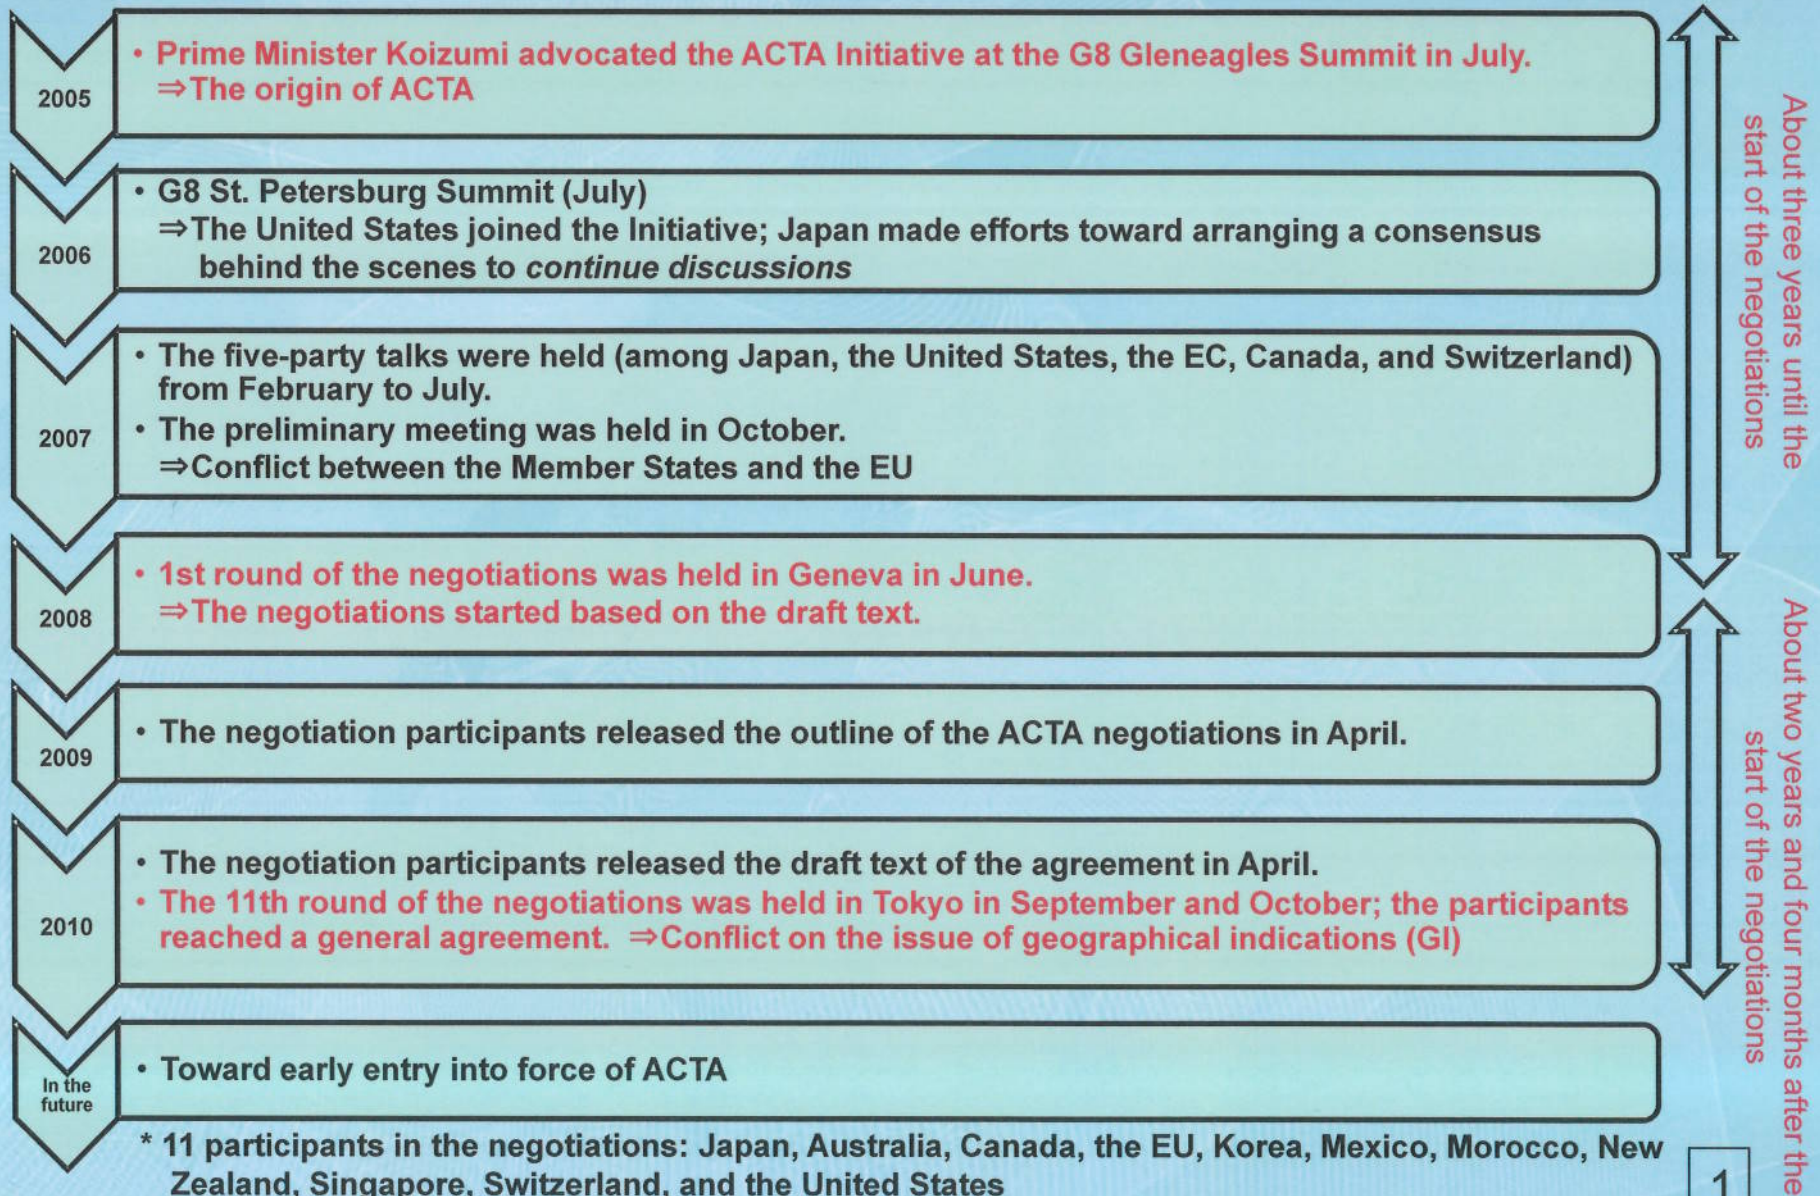 2005
• Prime Minister Koizumi advocated the ACTA Initiative at the G8 Gleneagles Summit in July.
⇒The origin of ACTA
2006
• G8 St. Petersburg Summit (July)
⇒The United States joined the Initiative; Japan made efforts toward arranging a consensus
behind the scenes to continue discussions
2007
• The five-party talks were held (among Japan, the United States, the EC, Canada, and Switzerland)
from February to July.
• The preliminary meeting was held in October.
⇒Conflict between the Member States and the EU
2008
• 1st round of the negotiations was held in Geneva in June.
⇒The negotiations started based on the draft text.
2009
• The negotiation participants released the outline of the ACTA negotiations in April.
2010
• The negotiation participants released the draft text of the agreement in April.
• The 11th round of the negotiations was held in Tokyo in September and October; the participants
reached a general agreement. ⇒Conflict on the issue of geographical indications (GI)
In the
future
• Toward early entry into force of ACTA
* 11 participants in the negotiations: Japan, Australia, Canada, the EU, Korea, Mexico, Morocco, New
Zealand, Singapore, Switzerland, and the United States
About three years until the
start of the negotiations
About two years and four months after the
start of the negotiations
1